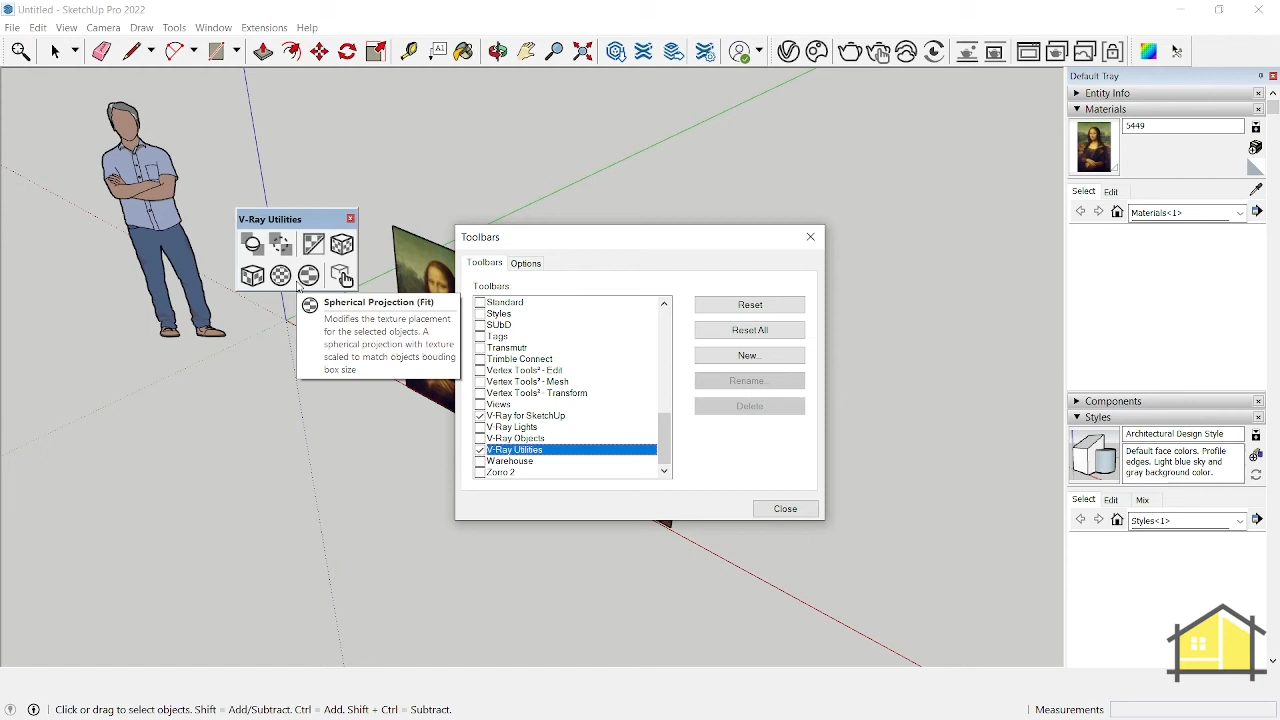 Untitled - SketchUp Pro 2022
File Edit View Camera Draw Tools Window Extensions Help
Default Tray
Entity Info
Materials
5449
Select Edit
Materials<1>
Components
Styles
Architectural Design Style
Default face colors. Profile
edges. Light blue sky and
gray background color.
Select Edit Mix
Styles<1>
V-Ray Utilities
Spherical Projection (Fit)
Modifies the texture placement
for the selected objects. A
spherical projection with texture
scaled to match objects bouding
box size
Toolbars
Toolbars Options
Toolbars:
Standard
Styles
SUbD
Tags
Transmutr
Trimble Connect
Vertex Tools² - Edit
Vertex Tools² - Mesh
Vertex Tools² - Transform
Views
V-Ray for SketchUp
V-Ray Lights
V-Ray Objects
V-Ray Utilities
Warehouse
Zorro 2
Reset
Reset All
New...
Rename...
Delete
Close
Click or drag to select objects. Shift = Add/Subtract. Ctrl = Add. Shift + Ctrl = Subtract.
Measurements